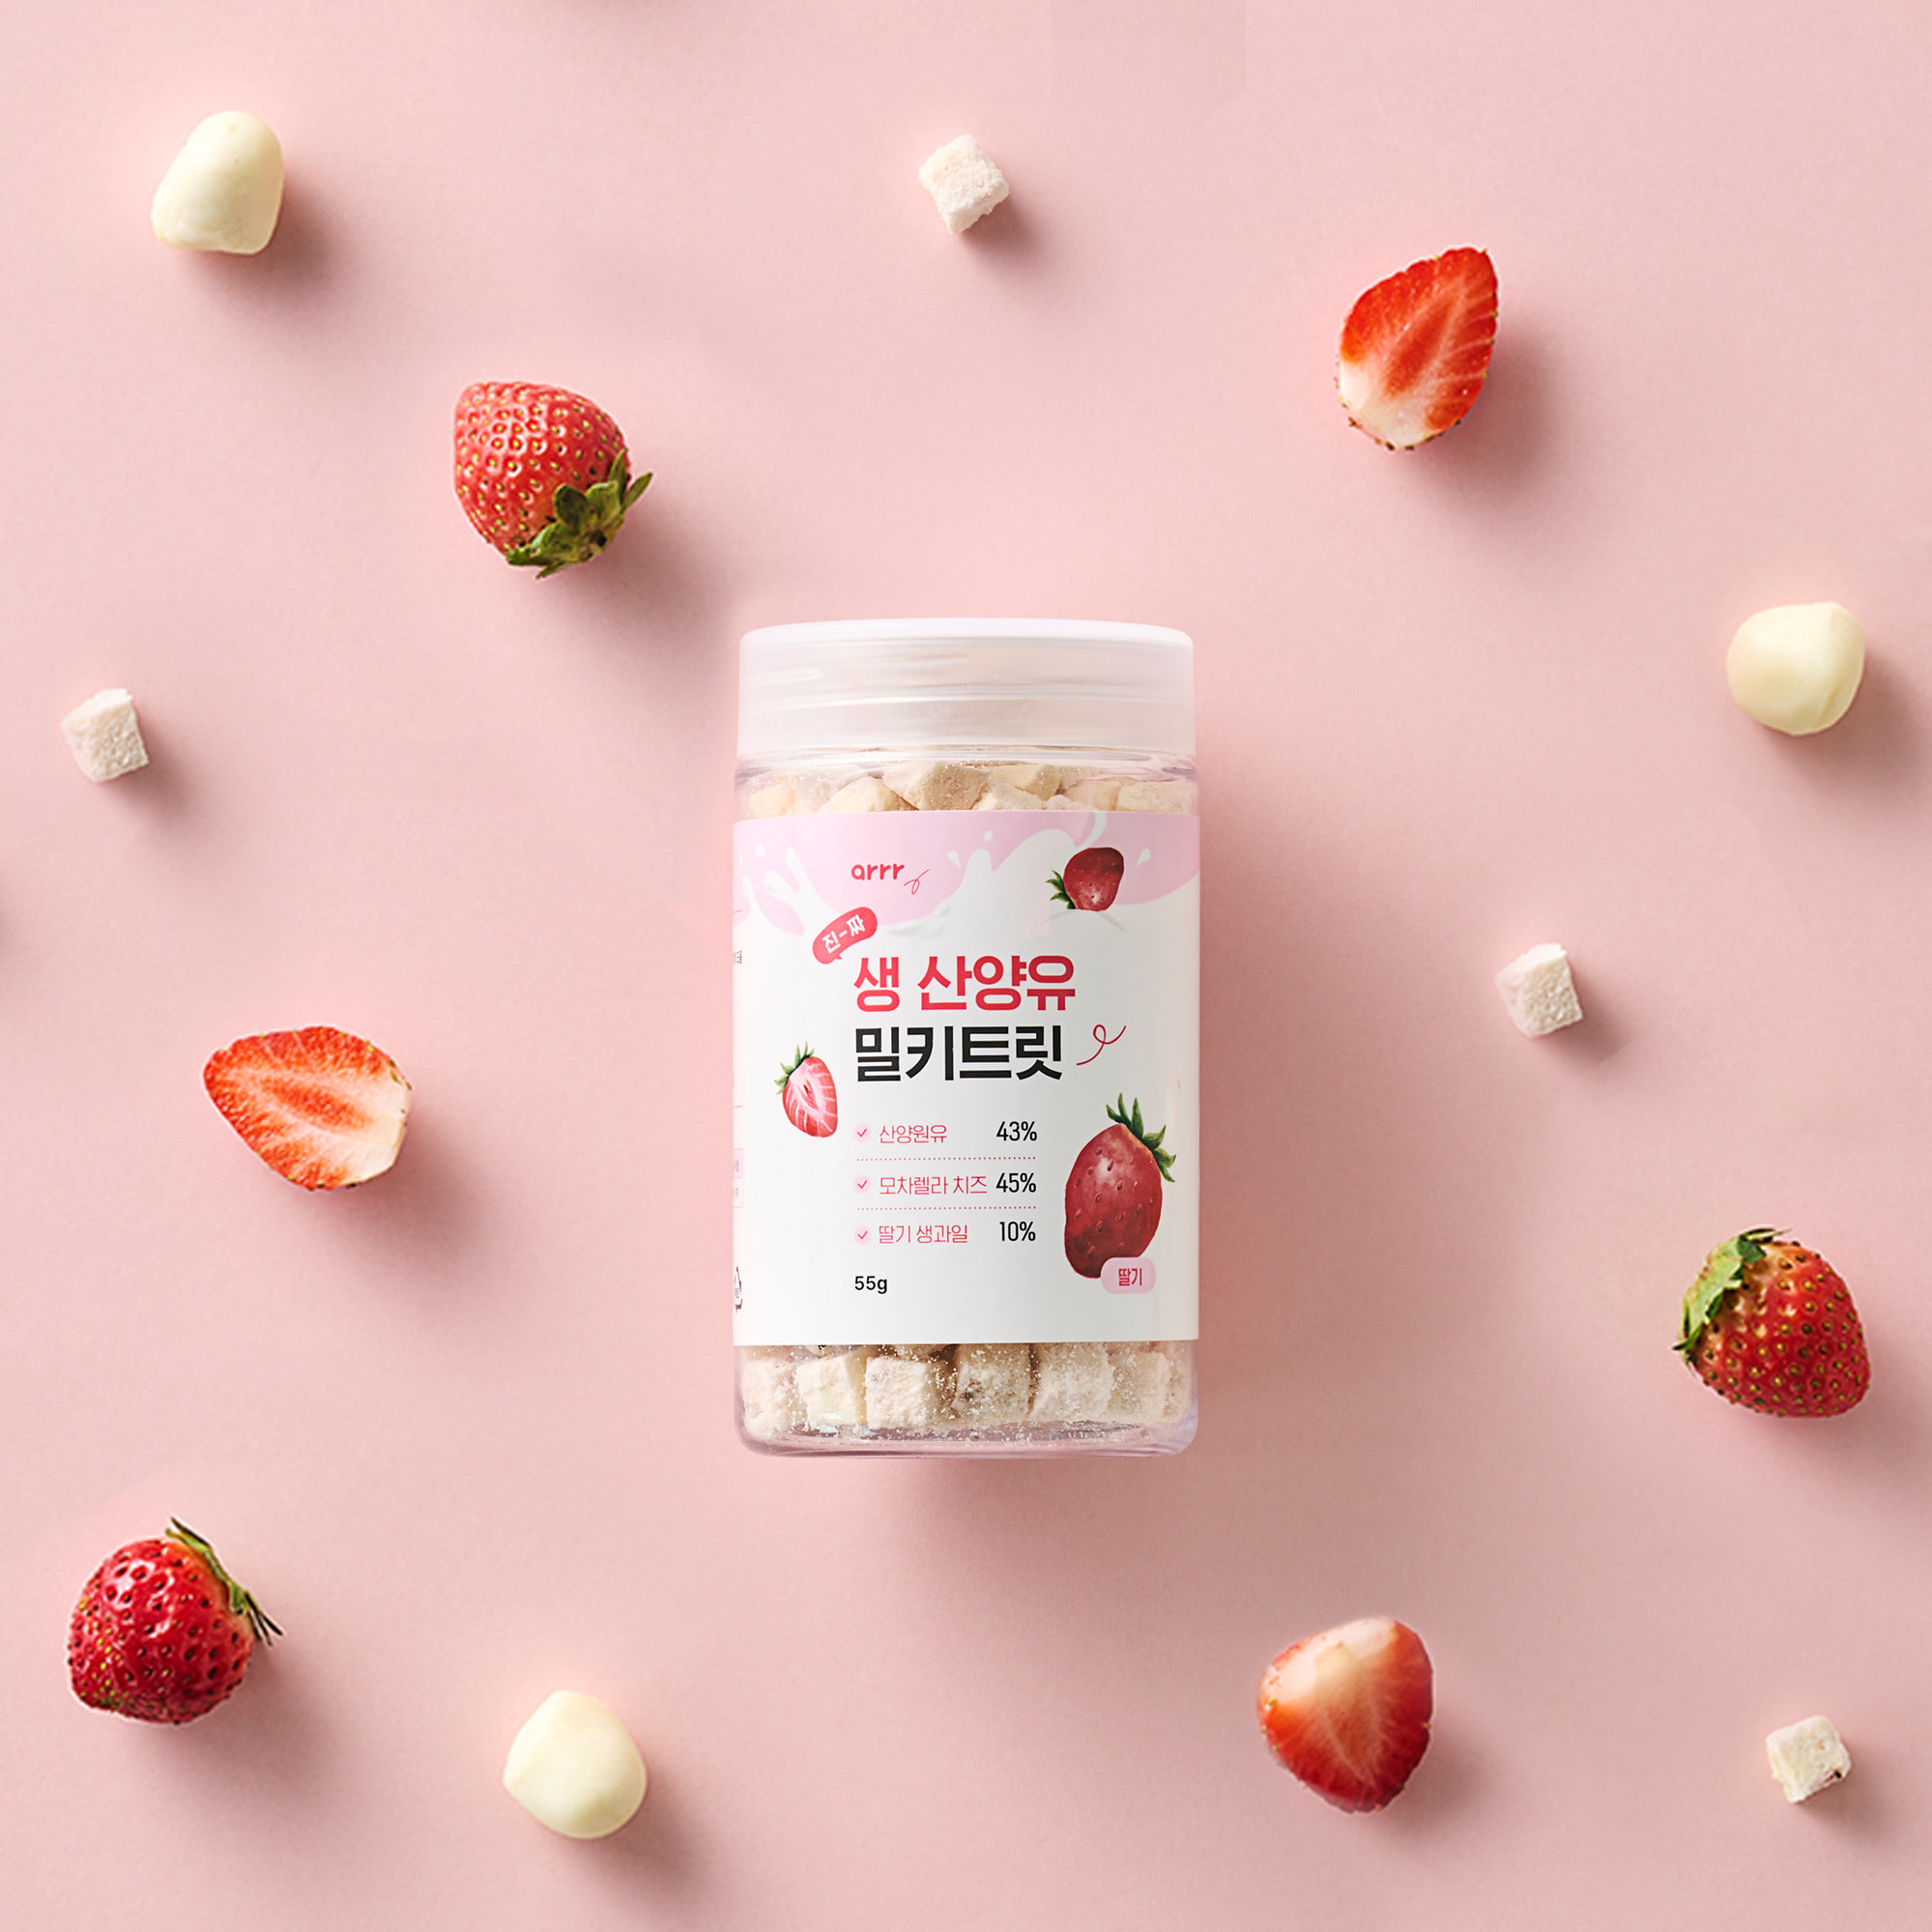 arrr
진-짜
생 산양유
밀키트릿
산양원유 43%
모차렐라 치즈 45%
딸기 생과일 10%
55g
딸기